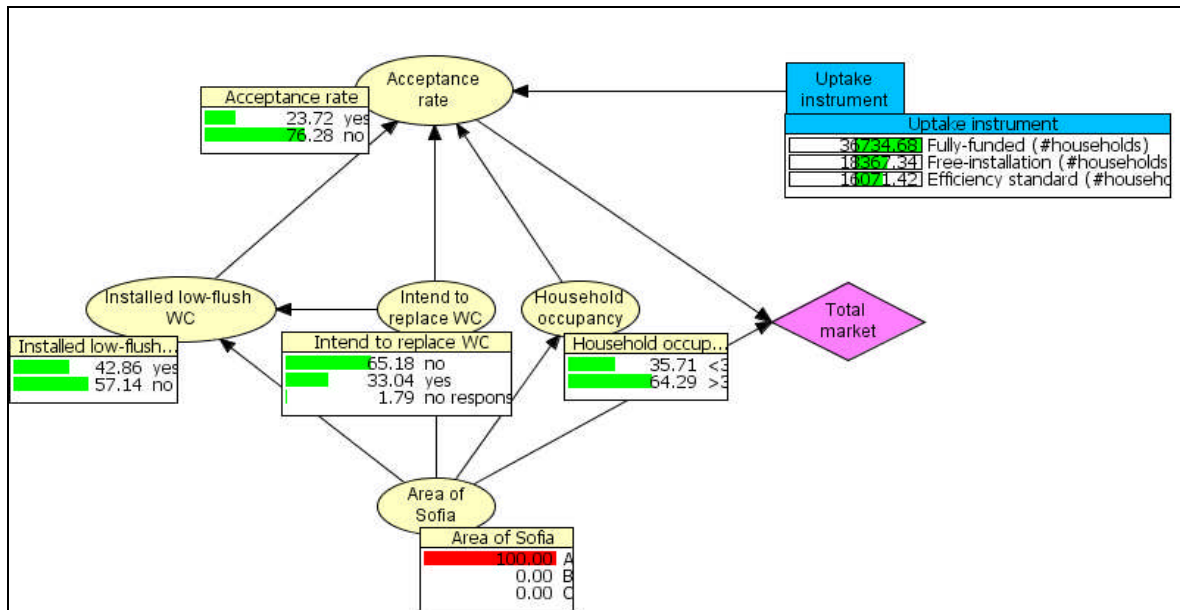 Acceptance
rate
Uptake
instrument
Acceptance rate
23.72 yes
76.28 no
Uptake instrument
36734.68 Fully-funded (#households)
18367.34 Free-installation (#households
16071.42 Efficiency standard (#househo
Installed low-flush
WC
Intend to
replace WC
Household
occupancy
Total
market
Installed low-flush...
42.86 yes
57.14 no
Intend to replace WC
65.18 no
33.04 yes
1.79 no respons
Household occup...
35.71 <3
64.29 >3
Area of
Sofia
Area of Sofia
100.00 A
0.00 B
0.00 C